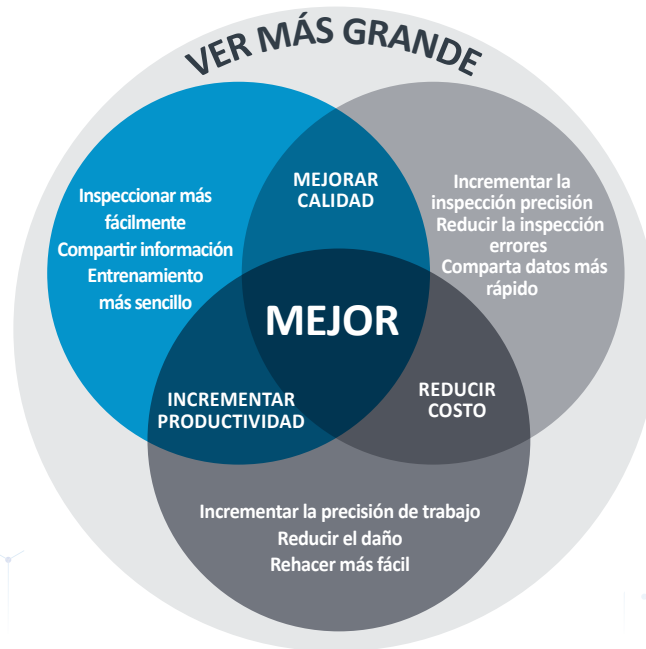 VER MÁS GRANDE
MEJORAR
CALIDAD
Inspeccionar más
fácilmente
Compartir información
Entrenamiento
más sencillo
Incrementar la
inspección precisión
Reducir la inspección
errores
Comparta datos más
rápido
MEJOR
INCREMENTAR
PRODUCTIVIDAD
REDUCIR
COSTO
Incrementar la precisión de trabajo
Reducir el daño
Rehacer más fácil